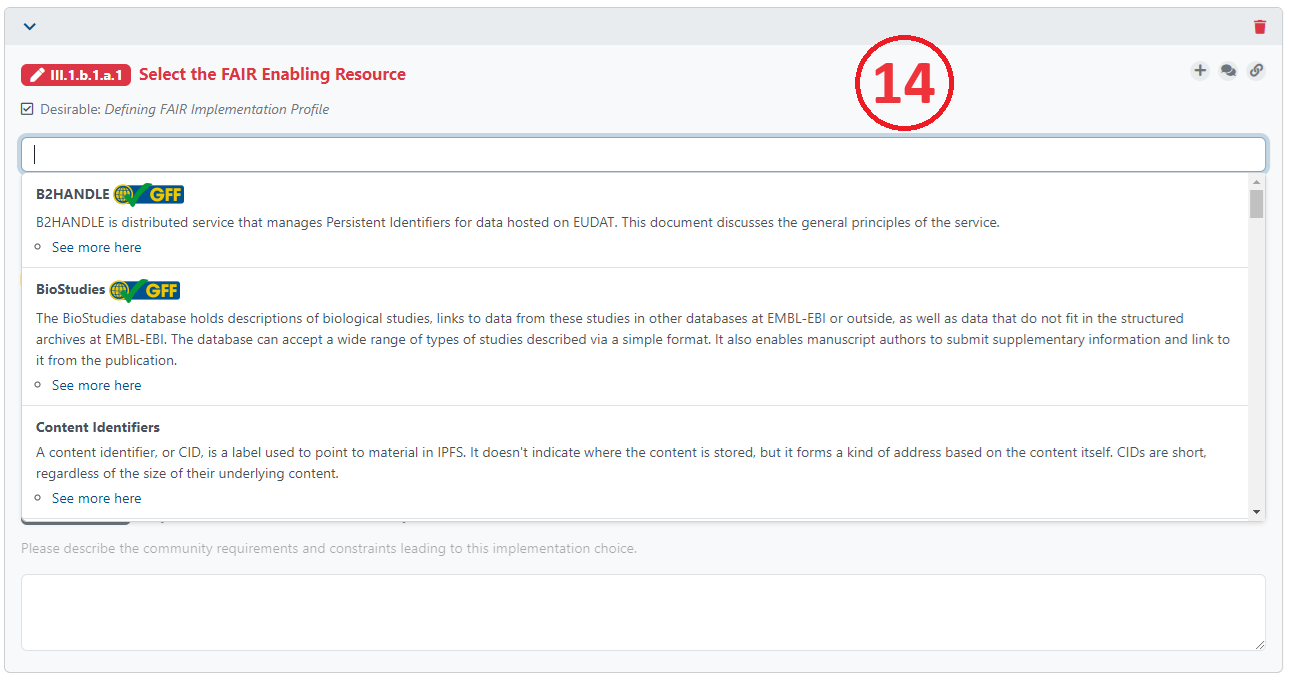 III.1.b.1.a.1 Select the FAIR Enabling Resource
14
Desirable: Defining FAIR Implementation Profile
B2HANDLE GFF
B2HANDLE is distributed service that manages Persistent Identifiers for data hosted on EUDAT. This document discusses the general principles of the service.
See more here
BioStudies GFF
The BioStudies database holds descriptions of biological studies, links to data from these studies in other databases at EMBL-EBI or outside, as well as data that do not fit in the structured
archives at EMBL-EBI. The database can accept a wide range of types of studies described via a simple format. It also enables manuscript authors to submit supplementary information and link to
it from the publication.
See more here
Content Identifiers
A content identifier, or CID, is a label used to point to material in IPFS. It doesn't indicate where the content is stored, but it forms a kind of address based on the content itself. CIDs are short,
regardless of the size of their underlying content.
See more here
Please describe the community requirements and constraints leading to this implementation choice.